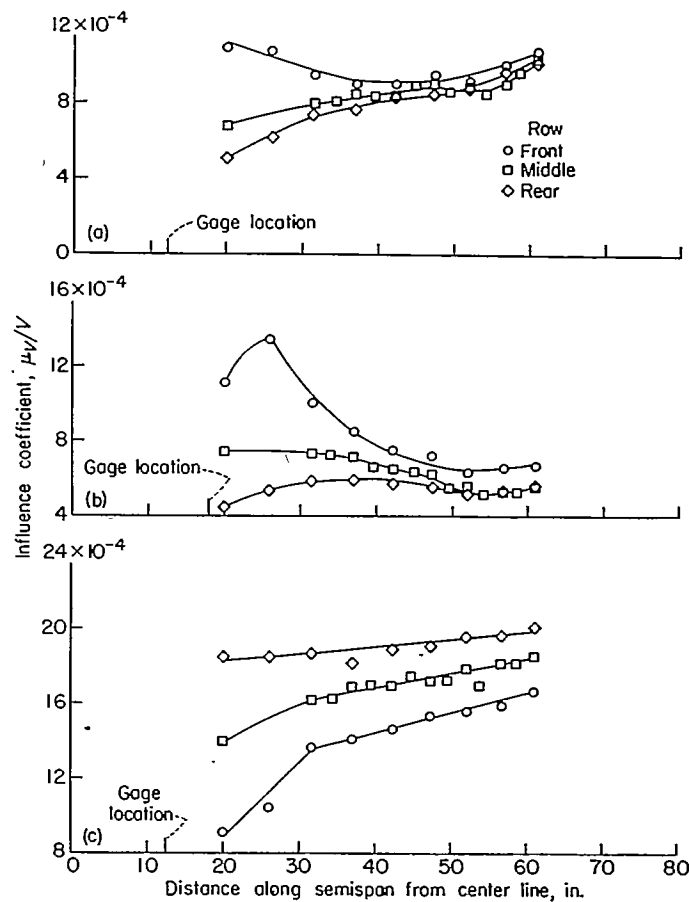 12×10-4
8
4
0
(a)
Gage location
Row
Front
Middle
Rear
16×10-4
12
8
4
(b)
Gage location
Influence coefficient, μV/V
24×10-4
20
16
12
8
(c)
Gage
location
0 10 20 30 40 50 60 70 80
Distance along semispan from center line, in.